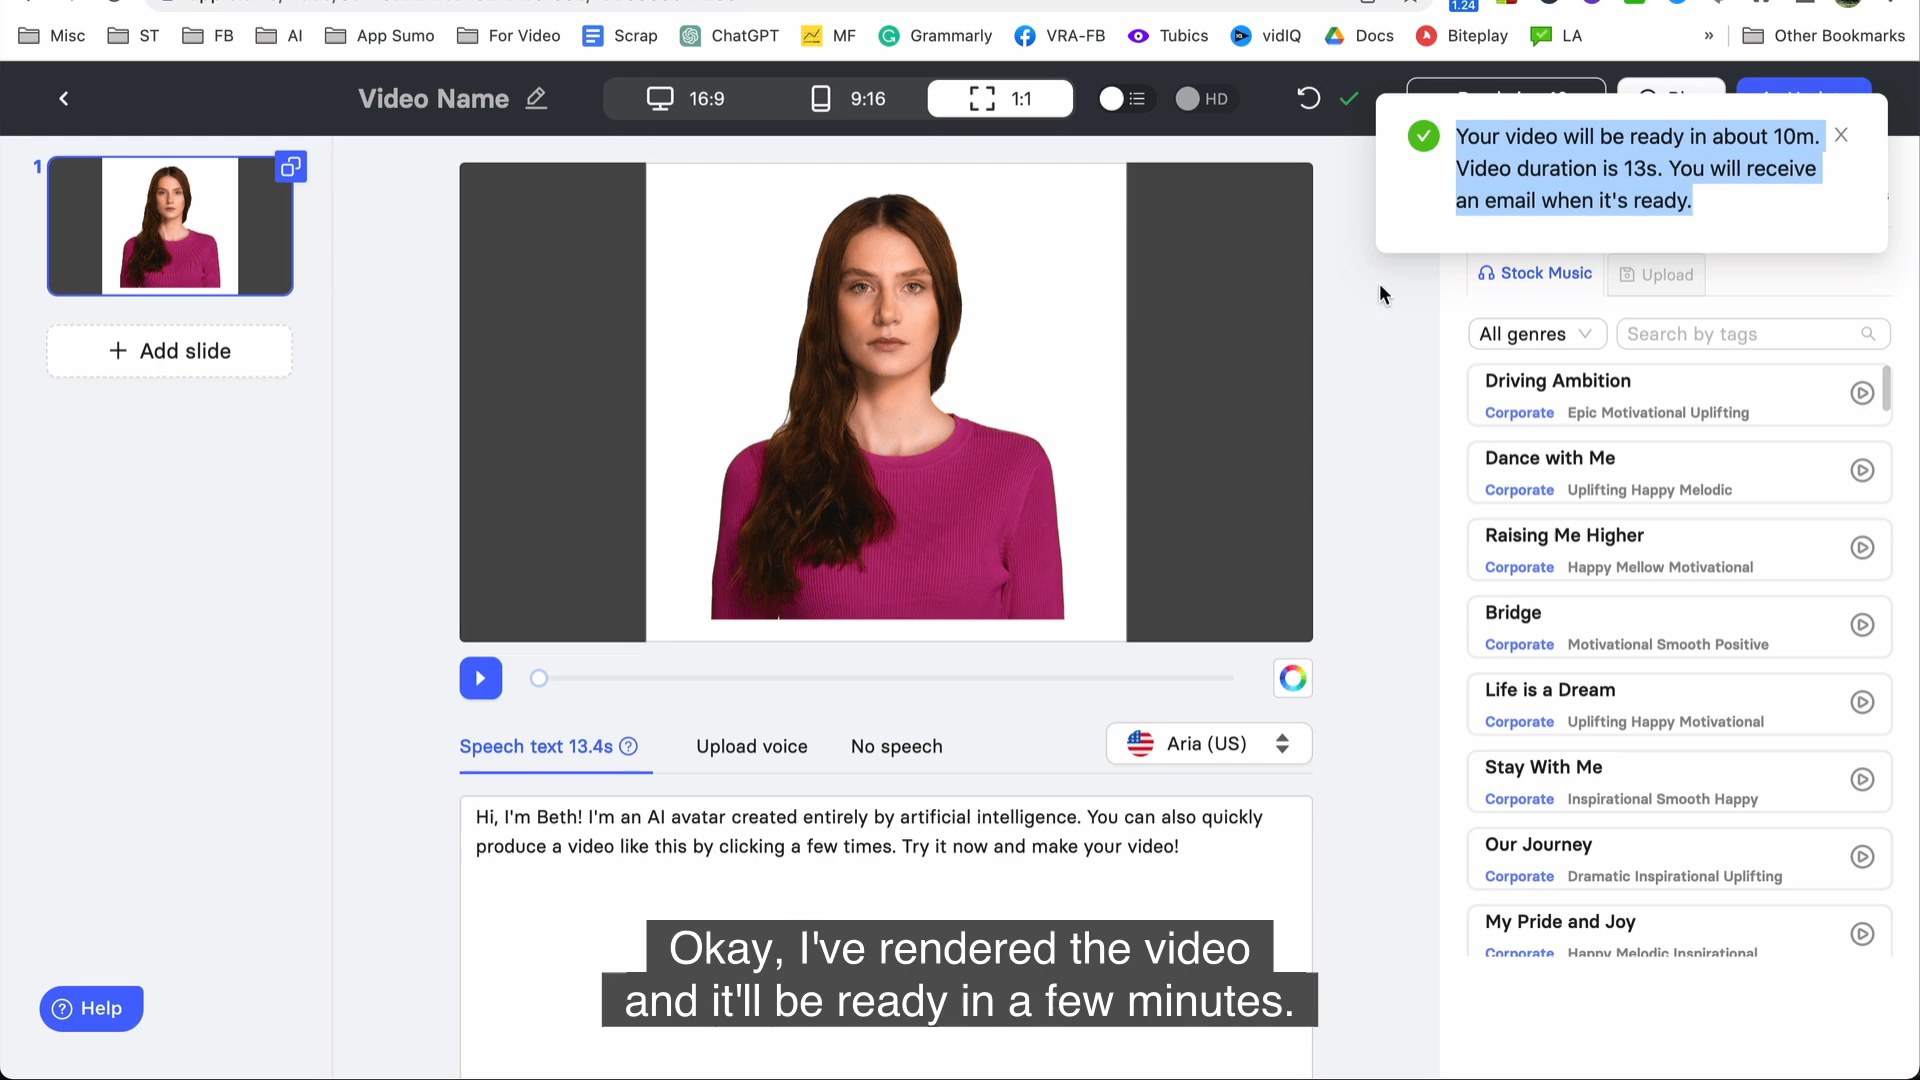 1.24
Misc ST FB AI App Sumo For Video Scrap ChatGPT MF Grammarly VRA-FB Tubics vidIQ Docs Biteplay LA » Other Bookmarks
Video Name 16:9 9:16 1:1 HD
Your video will be ready in about 10m.
Video duration is 13s. You will receive
an email when it's ready.
1
+ Add slide
Stock Music Upload
All genres Search by tags
Driving Ambition
Corporate Epic Motivational Uplifting
Dance with Me
Corporate Uplifting Happy Melodic
Raising Me Higher
Corporate Happy Mellow Motivational
Bridge
Corporate Motivational Smooth Positive
Life is a Dream
Corporate Uplifting Happy Motivational
Stay With Me
Corporate Inspirational Smooth Happy
Our Journey
Corporate Dramatic Inspirational Uplifting
My Pride and Joy
Corporate Happy Melodic Inspirational
Speech text 13.4s Upload voice No speech Aria (US)
Hi, I'm Beth! I'm an AI avatar created entirely by artificial intelligence. You can also quickly
produce a video like this by clicking a few times. Try it now and make your video!
Okay, I've rendered the video
and it'll be ready in a few minutes.
Help